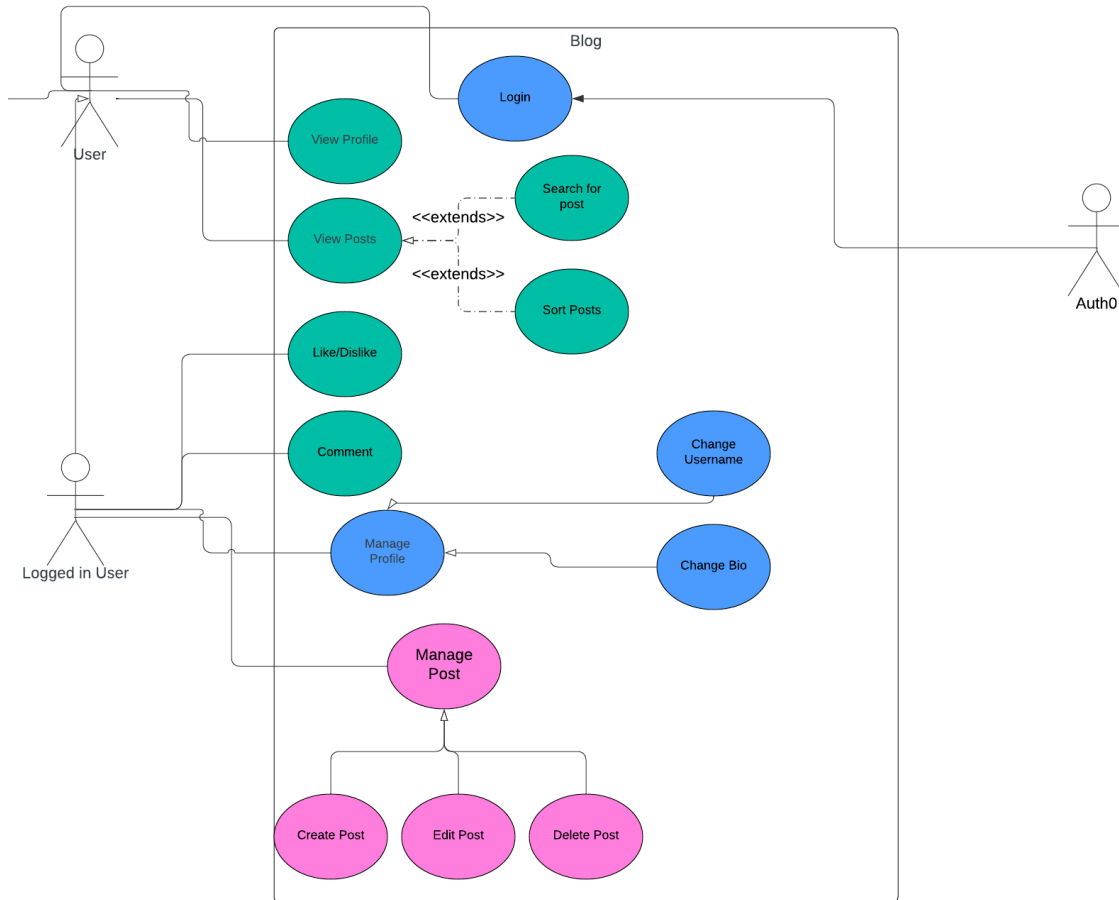 Blog
Login
User
View Profile
Search for
post
<<extends>>
View Posts
<<extends>>
Auth0
Sort Posts
Like/Dislike
Comment
Change
Username
Manage
Profile
Change Bio
Logged in User
Manage
Post
Create Post
Edit Post
Delete Post